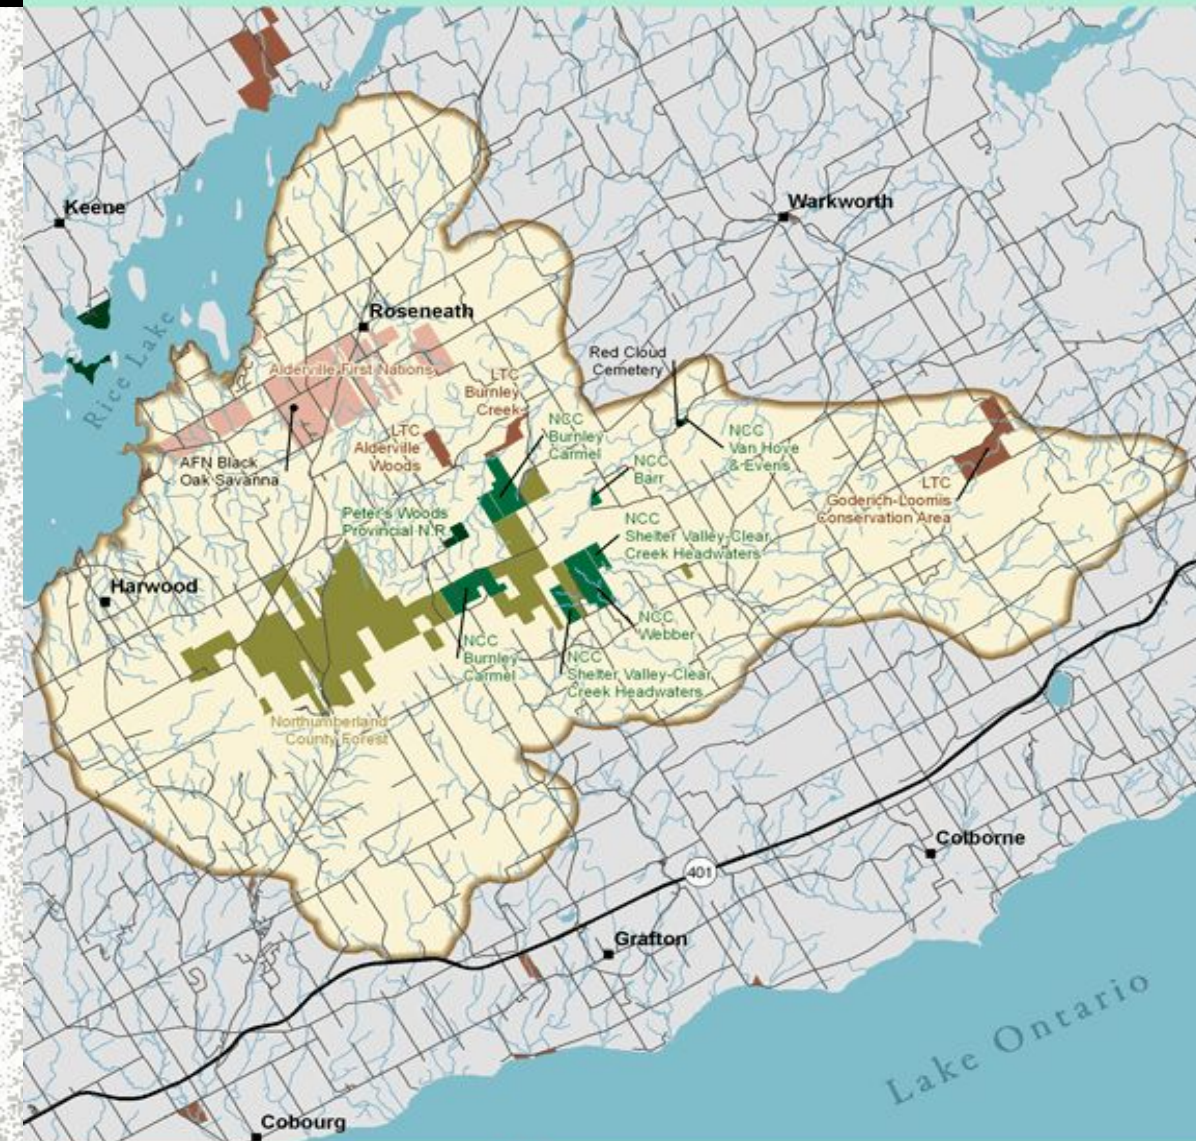 Keene
Warkworth
Rice Lake
Roseneath
Alderville First Nations
Red Cloud
Cemetery
LTC
Burnley
Creek
NCC
Burnley
Carmel
LTC
Alderville
Woods
NCC
Van Hove
& Evens
AFN Black
Oak Savanna
NCC
Barr
LTC
Goderich-Loomis
Conservation Area
Peter's Woods
Provincial N.R.
NCC
Shelter Valley-Clear
Creek Headwaters
Harwood
NCC
Webber
NCC
Burnley
Carmel
NCC
Shelter Valley-Clear
Creek Headwaters
Northumberland
County Forest
Colborne
401
Grafton
Lake Ontario
Cobourg